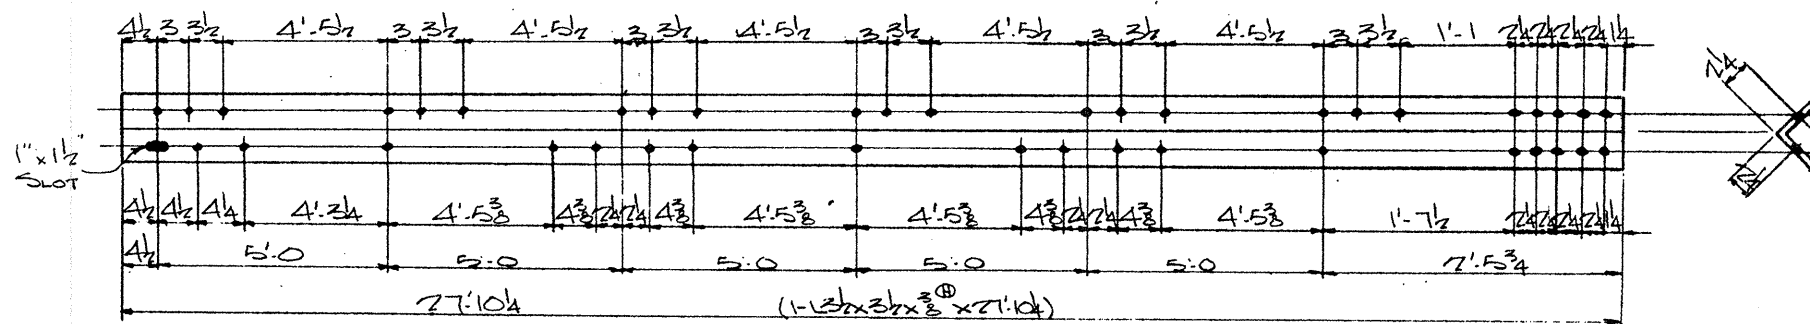 4½ 3 3½ 4'-5½ 3 3½ 4'-5½ 3 3½ 4'-5½ 3 3½ 4'-5½ 3 3½ 4'-5½ 3 3½ 1'-1 2¼ 2¼ 2¼ 2¼ 1¼
2¼
1" x 1½"
SLOT
2¼
4½ 4½ 4¼ 4'-3¼ 4'-5⅜ 4⅜ 2¼ 2¼ 4⅜ 4'-5⅜ 4'-5⅜ 4⅜ 2¼ 2¼ 4⅜ 4'-5⅜ 1'-7½ 2¼ 2¼ 2¼ 2¼ 1¼
4½ 5'-0 5'-0 5'-0 5'-0 5'-0 2'-5¾
27'-10¼ (1-L3½x3½x⅜ Ⓗ x27'-10¼)